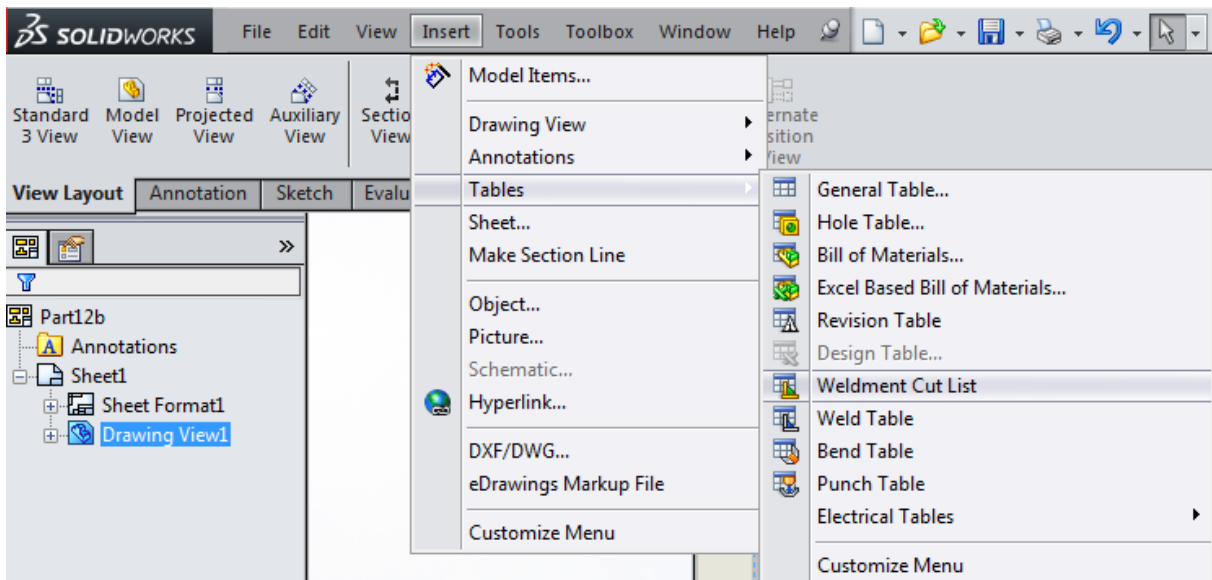 SOLIDWORKS File Edit View Insert Tools Toolbox Window Help
Standard 3 View
Model View
Projected View
Auxiliary View
Sectio View
ernate sition iew
View Layout Annotation Sketch Evalu
Part12b
Annotations
Sheet1
Sheet Format1
Drawing View1
Model Items...
Drawing View
Annotations
Tables
Sheet...
Make Section Line
Object...
Picture...
Schematic...
Hyperlink...
DXF/DWG...
eDrawings Markup File
Customize Menu
General Table...
Hole Table...
Bill of Materials...
Excel Based Bill of Materials...
Revision Table
Design Table...
Weldment Cut List
Weld Table
Bend Table
Punch Table
Electrical Tables
Customize Menu